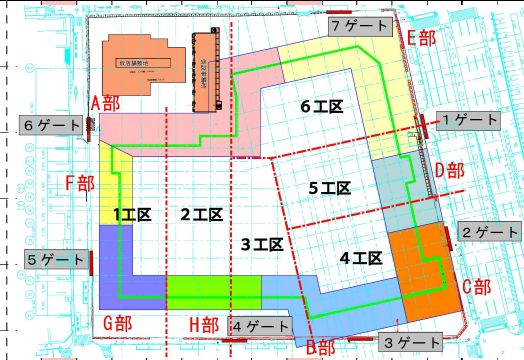 7ゲート
E部
A部
6ゲート
1ゲート
6工区
F部
D部
5工区
1工区
2工区
2ゲート
3工区
5ゲート
4工区
C部
G部
H部
4ゲート
B部
3ゲート